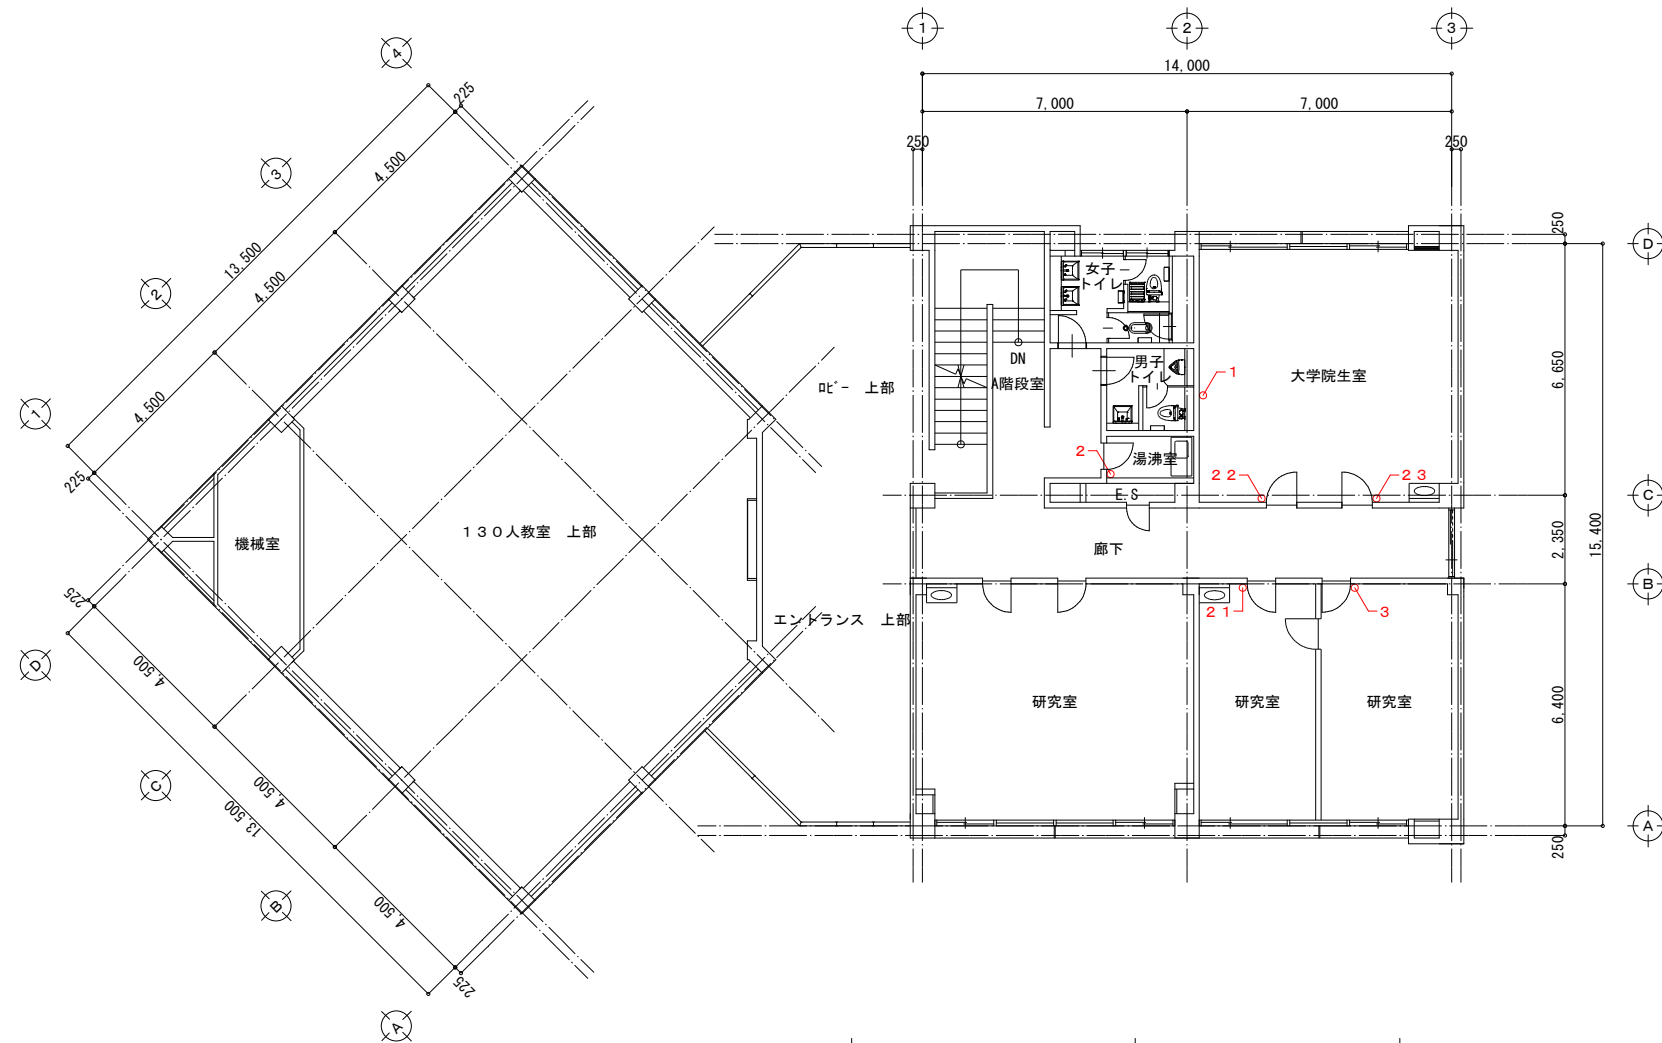 1
2
3
14,000
7,000
7,000
250
250
4
3
2
1
225
4,500
4,500
4,500
13,500
225
D
C
B
A
225
4,500
4,500
4,500
13,500
225
250
D
6,650
C
2,350
15,400
B
6,400
A
250
女子
トイレ
男子
トイレ
DN
A階段室
ﾛﾋﾞｰ 上部
大学院生室
1
2
湯沸室
22
23
E.S
130人教室 上部
機械室
廊下
エントランス 上部
21
3
研究室
研究室
研究室